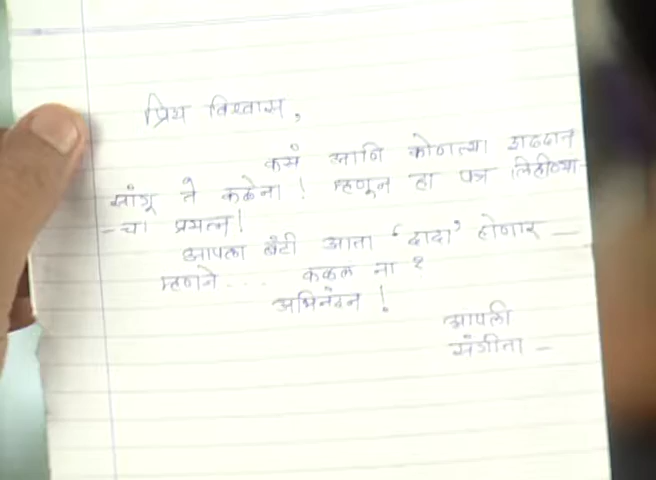 प्रिय विश्वास,
कसं आणि कोणत्या शब्दात
सांगू ते कळेना! म्हणून हा पत्र लिहीण्या
-चा प्रयत्न!
आपला बंटी आता 'दादा' होणार —
म्हणजे.... कळलं ना?
अभिनंदन!
आपली
संगीता —